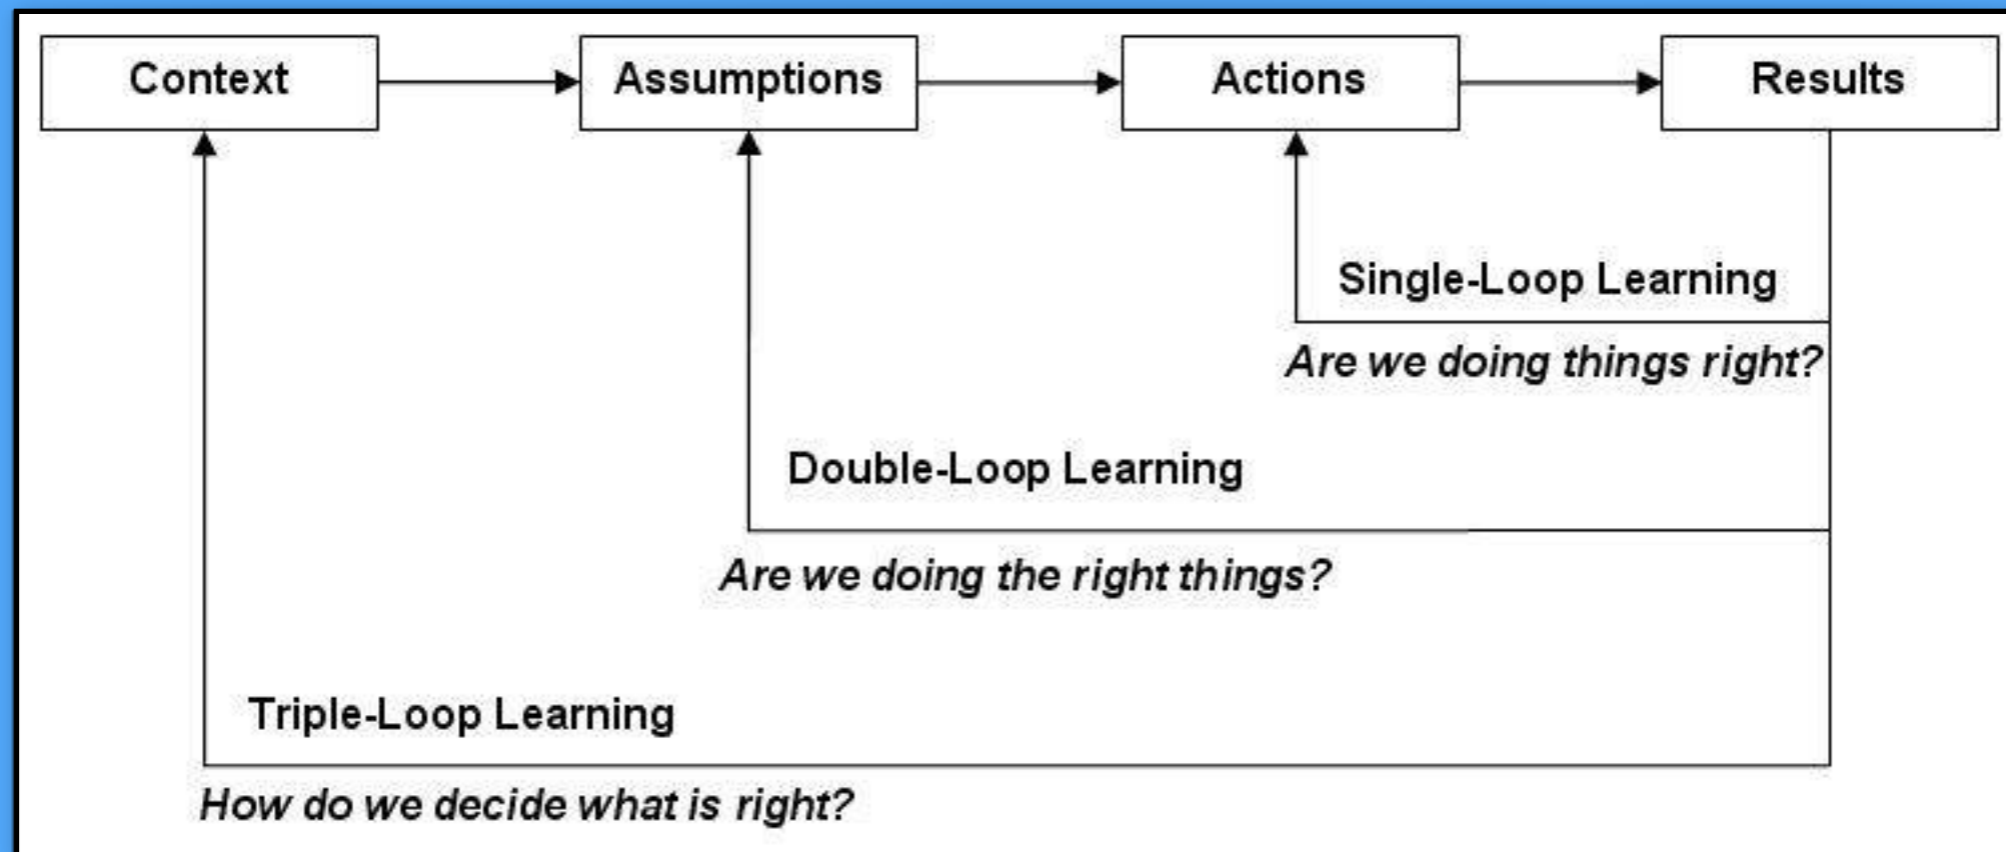 Context
Assumptions
Actions
Results
Single-Loop Learning
Are we doing things right?
Double-Loop Learning
Are we doing the right things?
Triple-Loop Learning
How do we decide what is right?